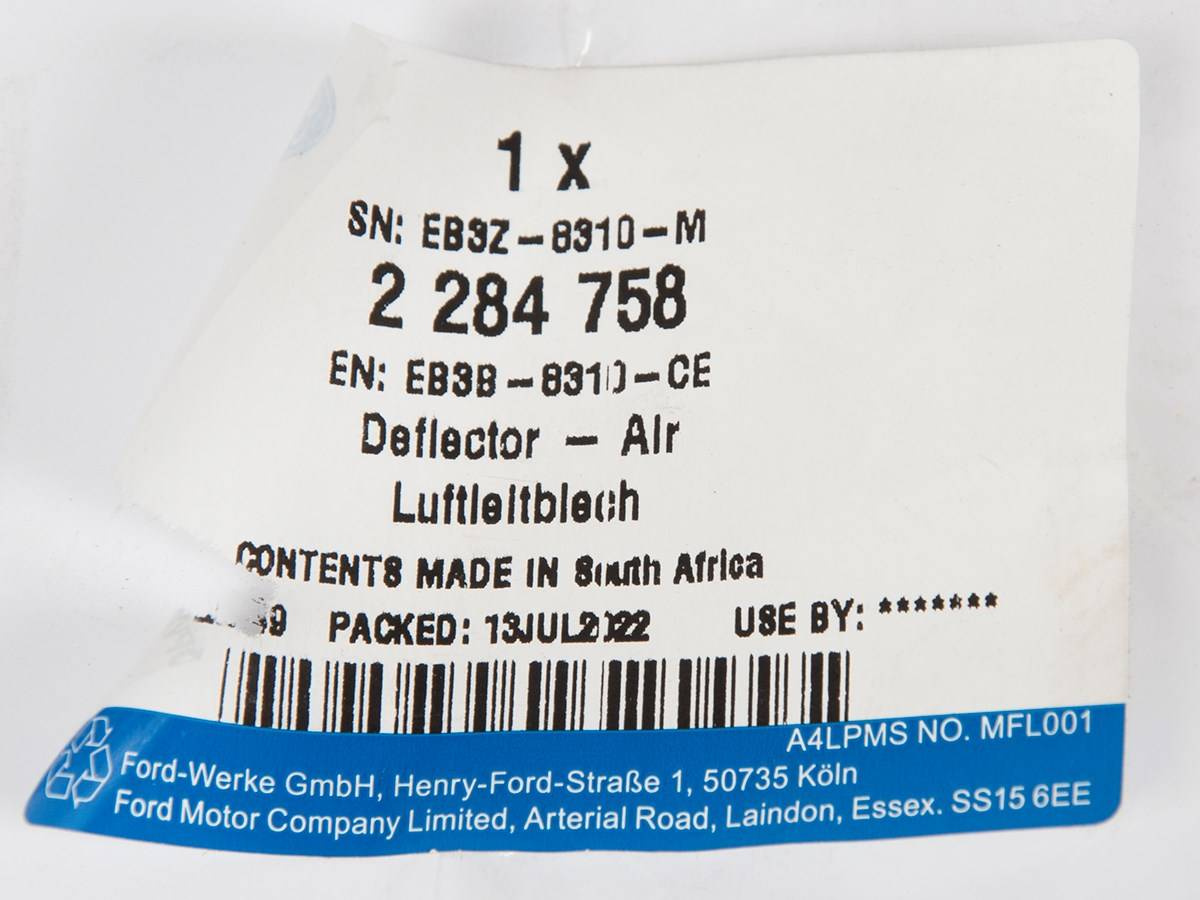 1 x
SN: EB3Z-8310-M
2 284 758
EN: EB3B-8310-CE
Deflector - Air
Luftleitblech
CONTENTS MADE IN South Africa
PACKED: 13JUL2022 USE BY: *******
A4LPMS NO. MFL001
Ford-Werke GmbH, Henry-Ford-Straße 1, 50735 Köln
Ford Motor Company Limited, Arterial Road, Laindon, Essex. SS15 6EE